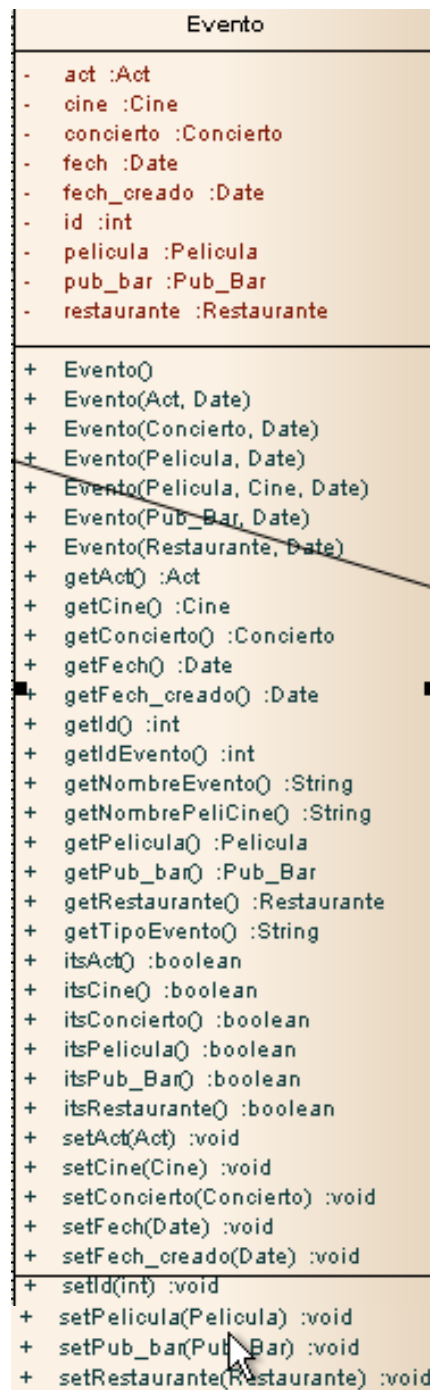 Evento
- act :Act
- cine :Cine
- concierto :Concierto
- fech :Date
- fech_creado :Date
- id :int
- pelicula :Pelicula
- pub_bar :Pub_Bar
- restaurante :Restaurante
+ Evento()
+ Evento(Act, Date)
+ Evento(Concierto, Date)
+ Evento(Pelicula, Date)
+ Evento(Pelicula, Cine, Date)
+ Evento(Pub_Bar, Date)
+ Evento(Restaurante, Date)
+ getAct() :Act
+ getCine() :Cine
+ getConcierto() :Concierto
+ getFech() :Date
+ getFech_creado() :Date
+ getId() :int
+ getIdEvento() :int
+ getNombreEvento() :String
+ getNombrePeliCine() :String
+ getPelicula() :Pelicula
+ getPub_bar() :Pub_Bar
+ getRestaurante() :Restaurante
+ getTipoEvento() :String
+ itsAct() :boolean
+ itsCine() :boolean
+ itsConcierto() :boolean
+ itsPelicula() :boolean
+ itsPub_Bar() :boolean
+ itsRestaurante() :boolean
+ setAct(Act) :void
+ setCine(Cine) :void
+ setConcierto(Concierto) :void
+ setFech(Date) :void
+ setFech_creado(Date) :void
+ setId(int) :void
+ setPelicula(Pelicula) :void
+ setPub_bar(Pub_Bar) :void
+ setRestaurante(Restaurante) :void